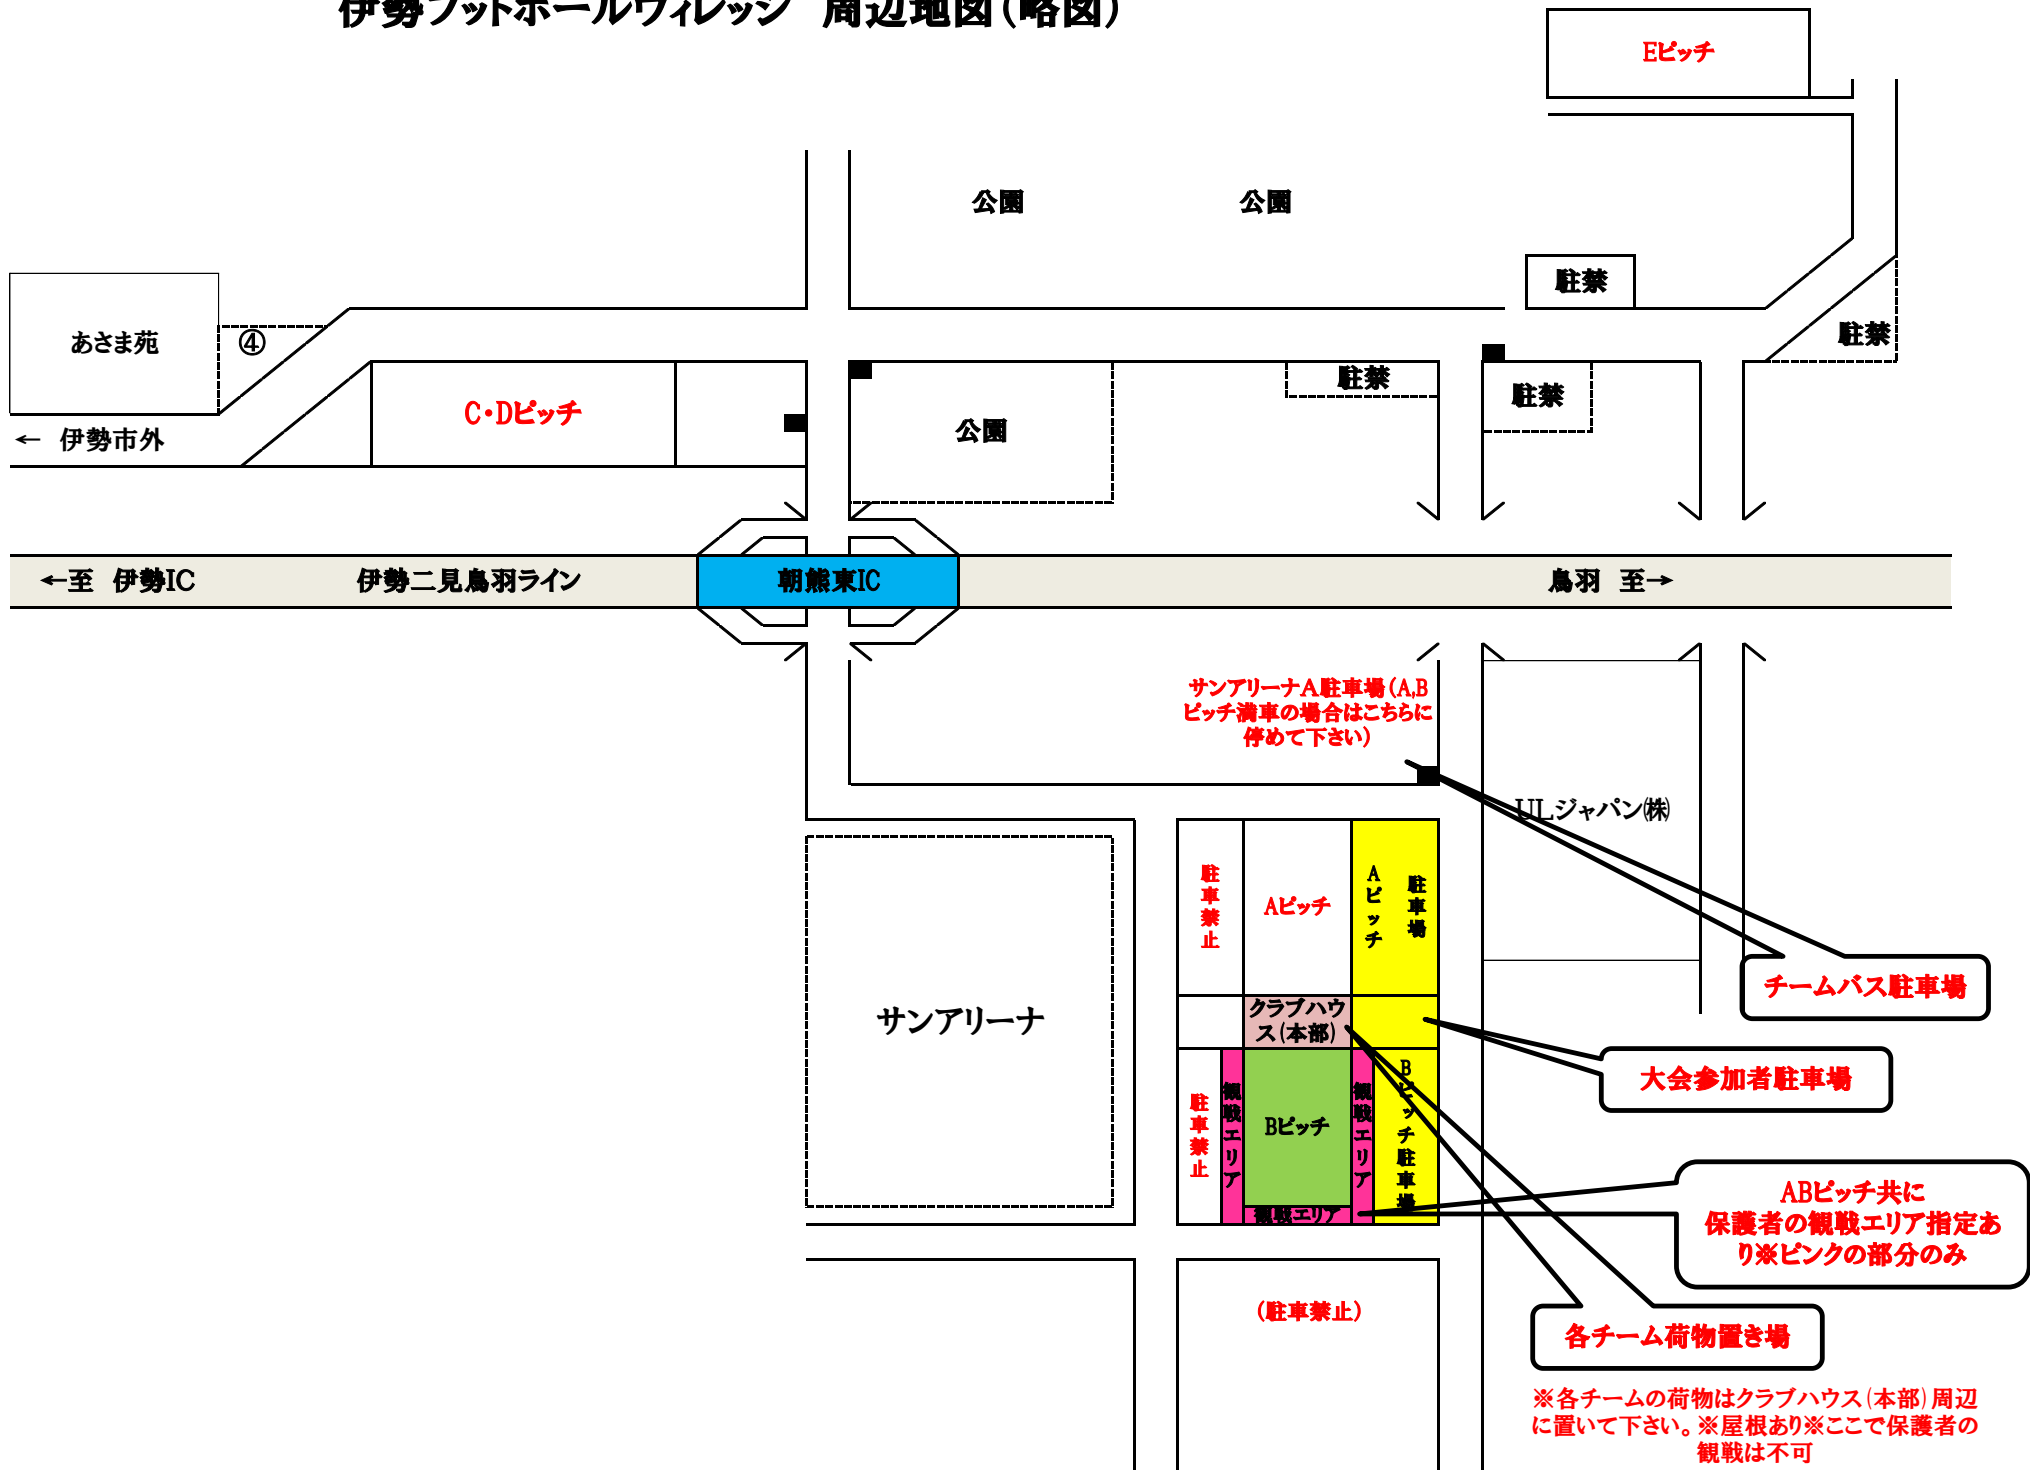 伊勢フットボールヴィレッジ　周辺地図(略図)
Eピッチ
公園
公園
駐禁
あさま苑
④
駐禁
駐禁
駐禁
C・Dピッチ
公園
← 伊勢市外
←至 伊勢IC
伊勢二見鳥羽ライン
朝熊東IC
鳥羽 至→
サンアリーナA駐車場(A,B
ピッチ満車の場合はこちらに
停めて下さい)
ULジャパン㈱
駐車禁止
Aピッチ
Aピッチ
駐車場
チームバス駐車場
サンアリーナ
クラブハウ
ス(本部)
大会参加者駐車場
駐車禁止
観戦エリア
Bピッチ
観戦エリア
Bピッチ駐車場
観戦エリア
ABピッチ共に
保護者の観戦エリア指定あ
り※ピンクの部分のみ
(駐車禁止)
各チーム荷物置き場
※各チームの荷物はクラブハウス(本部)周辺
に置いて下さい。※屋根あり※ここで保護者の
観戦は不可